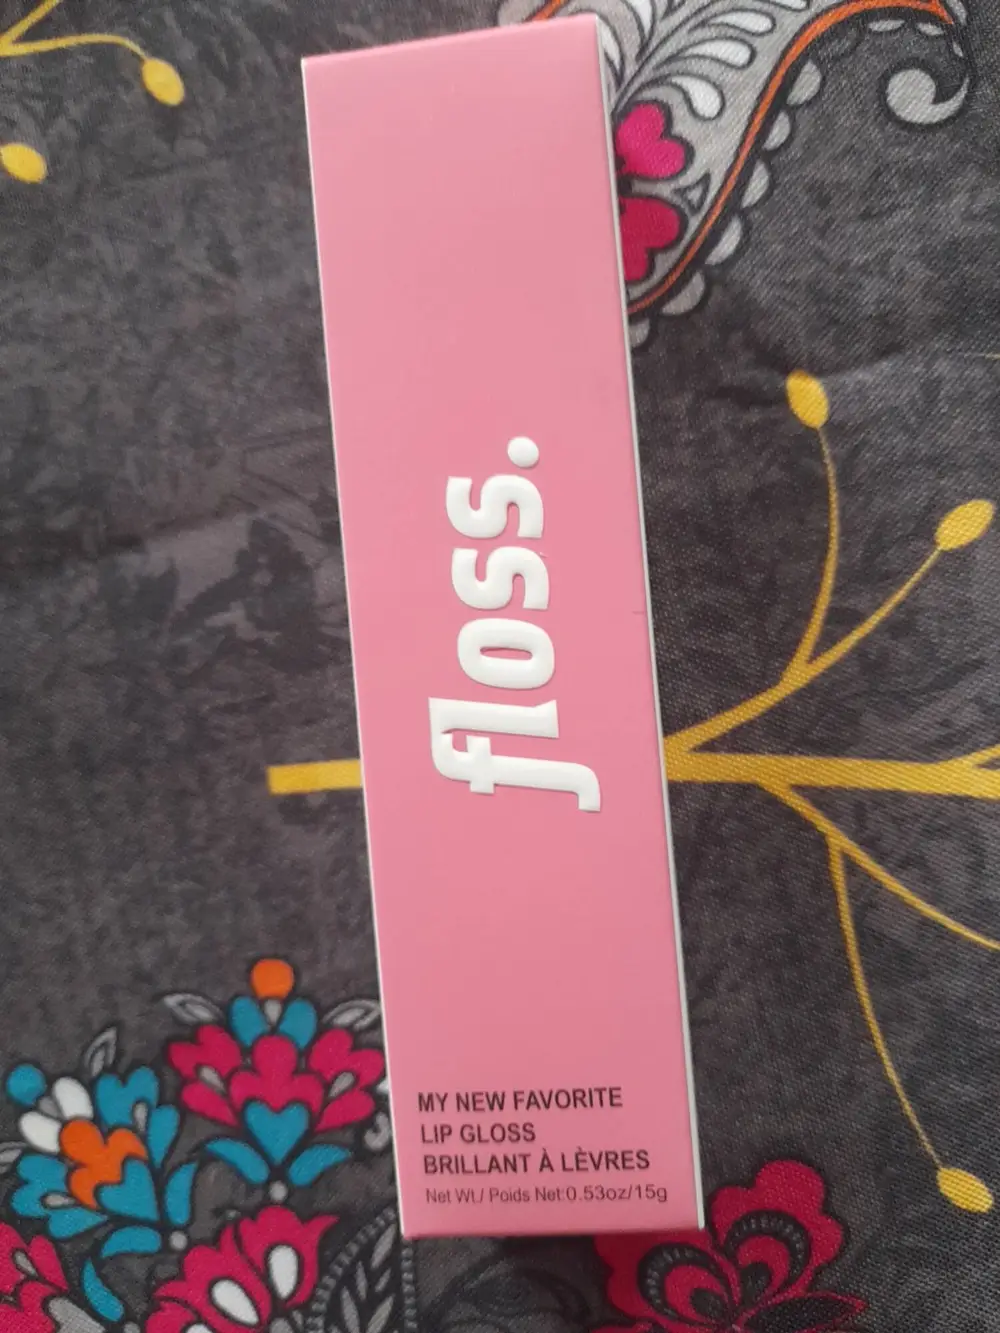 floss.
MY NEW FAVORITE
LIP GLOSS
BRILLANT À LÈVRES
Net Wt./ Poids Net:0.53oz/15g